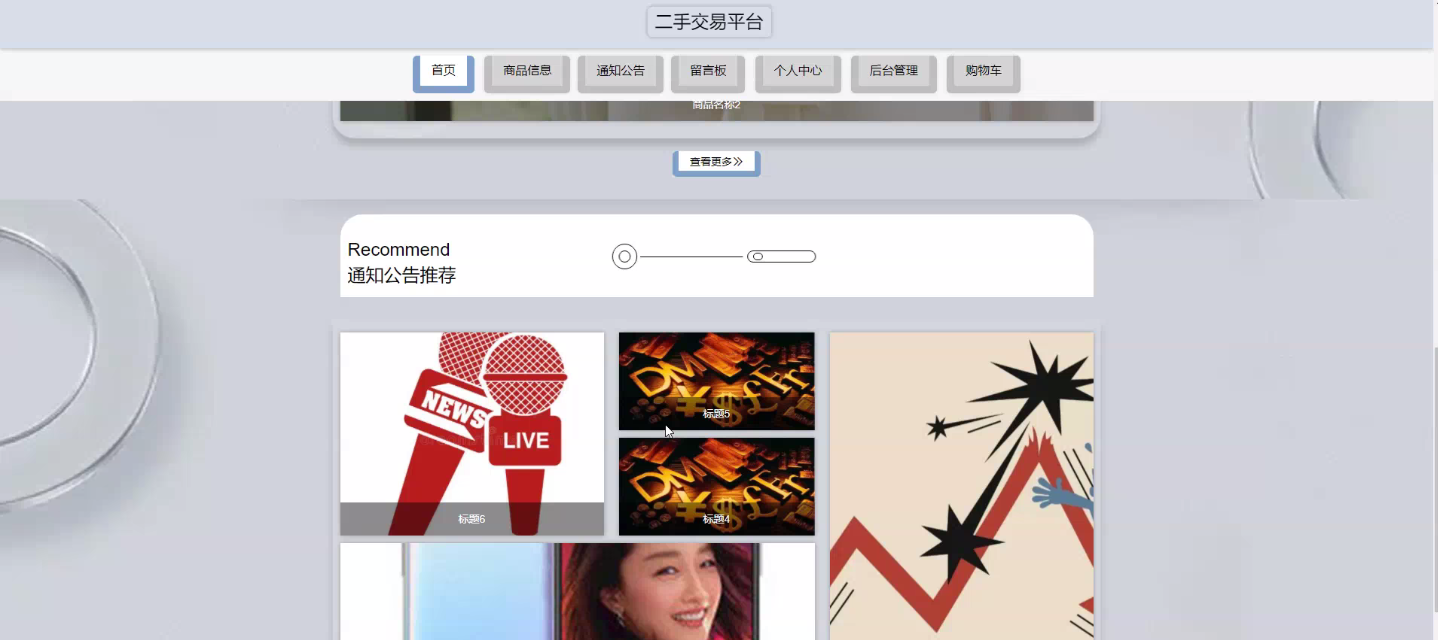 二手交易平台
首页 商品信息 通知公告 留言板 个人中心 后台管理 购物车
商品名称2
查看更多
Recommend
通知公告推荐
NEWS
LIVE
标题6
DM
标题5
DM
标题4